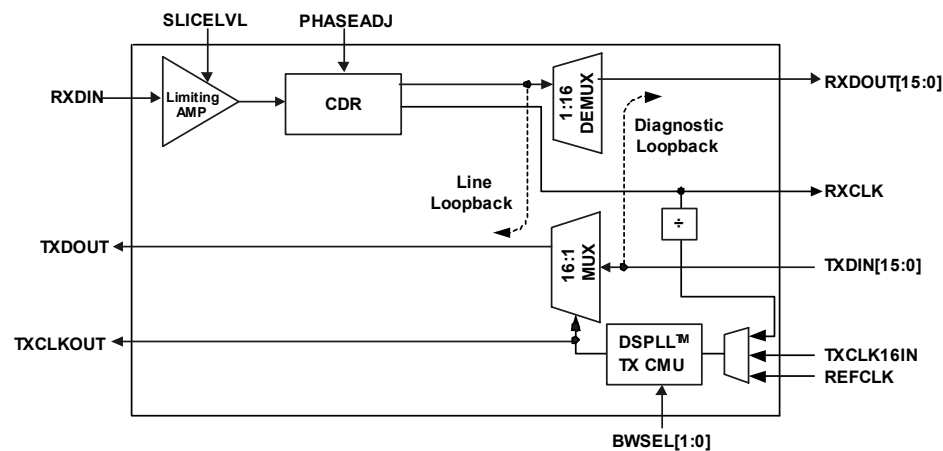 SLICELVL
PHASEADJ
RXDIN
Limiting
AMP
CDR
1:16
DEMUX
RXDOUT[15:0]
Diagnostic
Loopback
Line
Loopback
RXCLK
÷
TXDOUT
16:1
MUX
TXDIN[15:0]
TXCLKOUT
DSPLL™
TX CMU
TXCLK16IN
REFCLK
BWSEL[1:0]